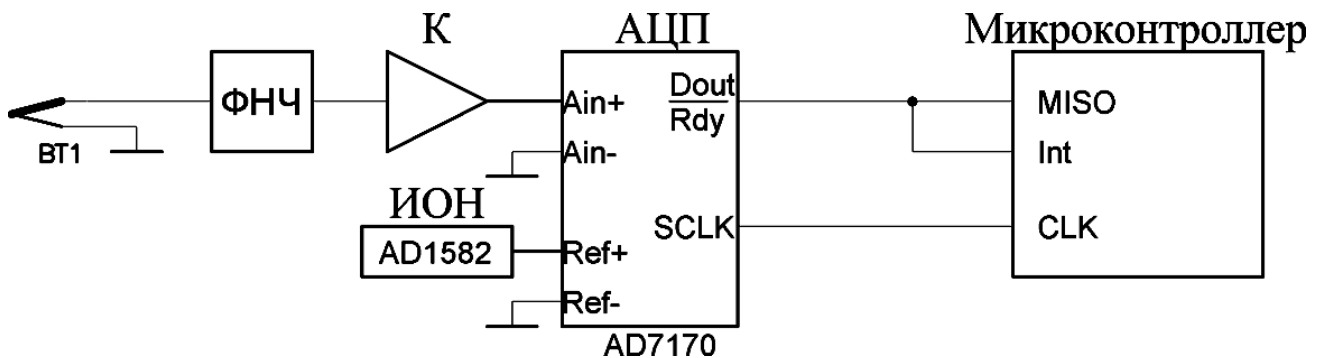 К АЦП Микроконтроллер
ФНЧ Ain+ Dout MISO
Rdy
BT1 Ain- Int
ИОН
AD1582 Ref+ SCLK CLK
Ref-
AD7170